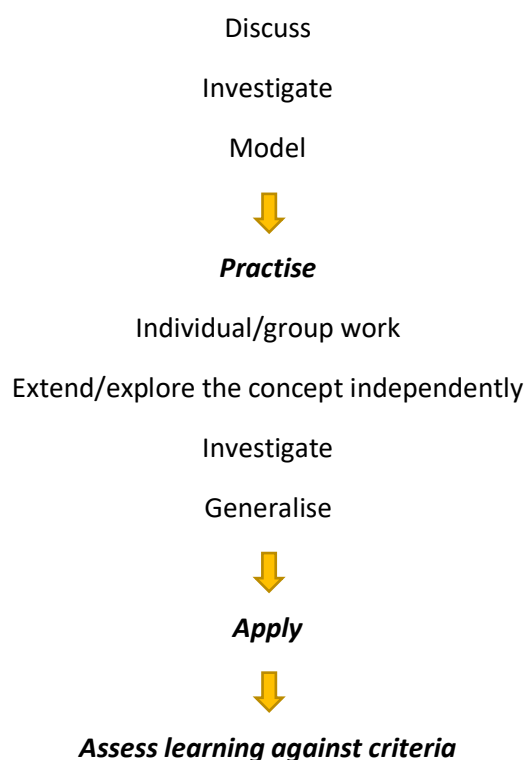 Discuss
Investigate
Model
Practise
Individual/group work
Extend/explore the concept independently
Investigate
Generalise
Apply
Assess learning against criteria